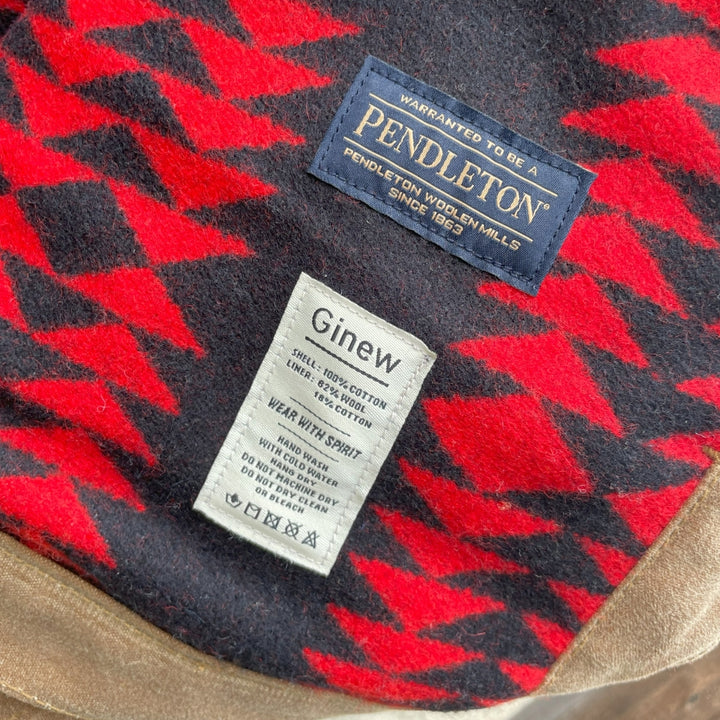 WARRANTED TO BE A
PENDLETON®
PENDLETON WOOLEN MILLS
SINCE 1863
Ginew
SHELL: 100% COTTON
LINER: 82% WOOL
18% COTTON
WEAR WITH SPIRIT
HAND WASH
WITH COLD WATER
HANG DRY
DO NOT MACHINE DRY
DO NOT DRY CLEAN
OR BLEACH